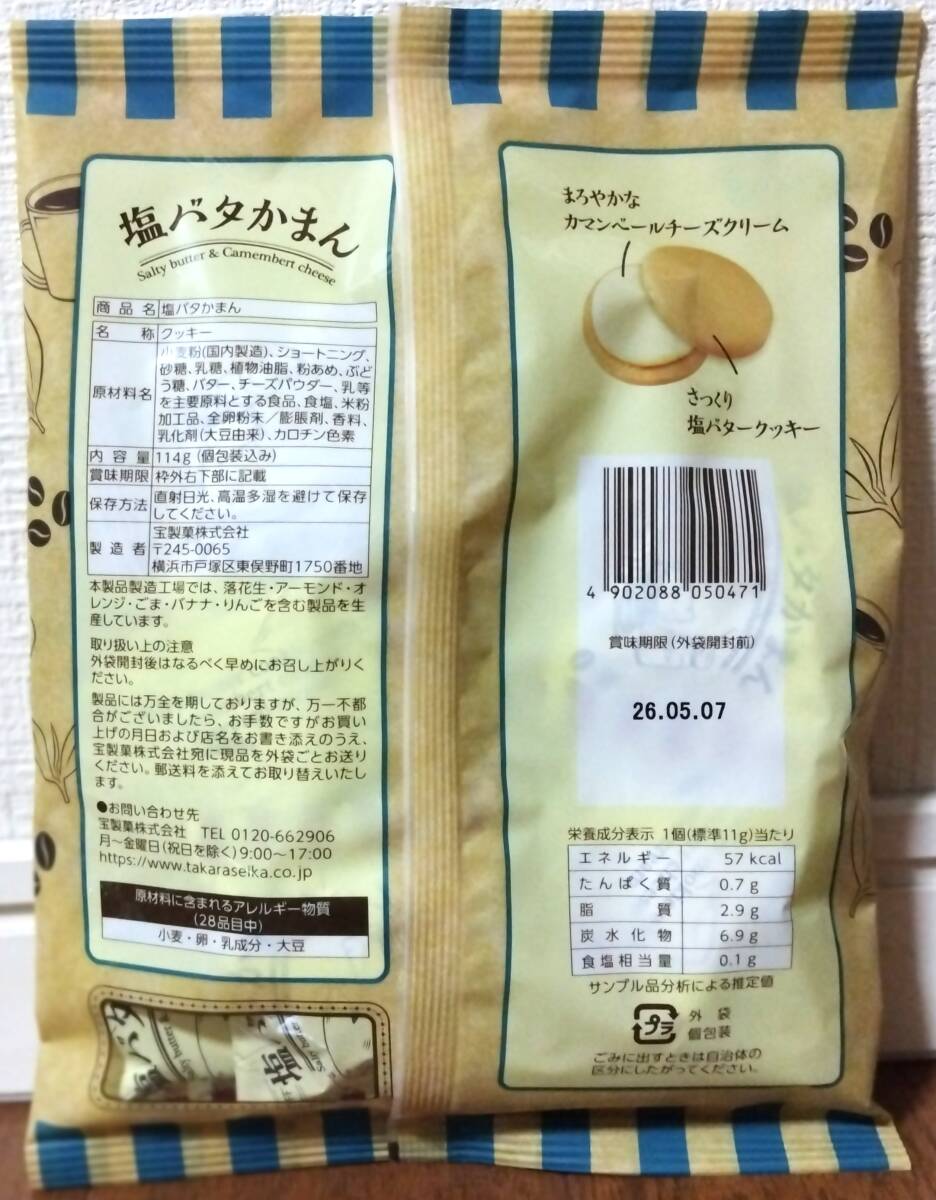 塩バタかまん
Salty butter & Camembert cheese
商品名 塩バタかまん
名称 クッキー
原材料名 小麦粉(国内製造)、ショートニング、
砂糖、乳糖、植物油脂、粉あめ、ぶど
う糖、バター、チーズパウダー、乳等
を主要原料とする食品、食塩、米粉
加工品、全卵粉末／膨脹剤、香料、
乳化剤(大豆由来)、カロチン色素
内容量 114g (個包装込み)
賞味期限 枠外右下部に記載
保存方法 直射日光、高温多湿を避けて保存
してください。
製造者 宝製菓株式会社
〒245-0065
横浜市戸塚区東俣野町1750番地
本製品製造工場では、落花生・アーモンド・オ
レンジ・ごま・バナナ・りんごを含む製品を生
産しています。
取り扱い上の注意
外袋開封後はなるべく早めにお召し上がりく
ださい。
製品には万全を期しておりますが、万一不都
合がございましたら、お手数ですがお買い
上げの月日および店名をお書き添えのうえ、
宝製菓株式会社宛に現品を外袋ごとお送り
ください。郵送料を添えてお取り替えいたし
ます。
●お問い合わせ先
宝製菓株式会社 TEL 0120-662906
月～金曜日(祝日を除く)9:00～17:00
https://www.takaraseika.co.jp
原材料に含まれるアレルギー物質
(28品目中)
小麦・卵・乳成分・大豆
塩バタ
Salty butter &
塩
Salty butter
まろやかな
カマンベールチーズクリーム
さっくり
塩バタークッキー
4 902088 050471
賞味期限(外袋開封前)
26.05.07
栄養成分表示 1個(標準11g)当たり
エネルギー 57 kcal
たんぱく質 0.7 g
脂質 2.9 g
炭水化物 6.9 g
食塩相当量 0.1 g
サンプル品分析による推定値
プラ
外袋
個包装
ごみに出すときは自治体の
区分にしたがってください。